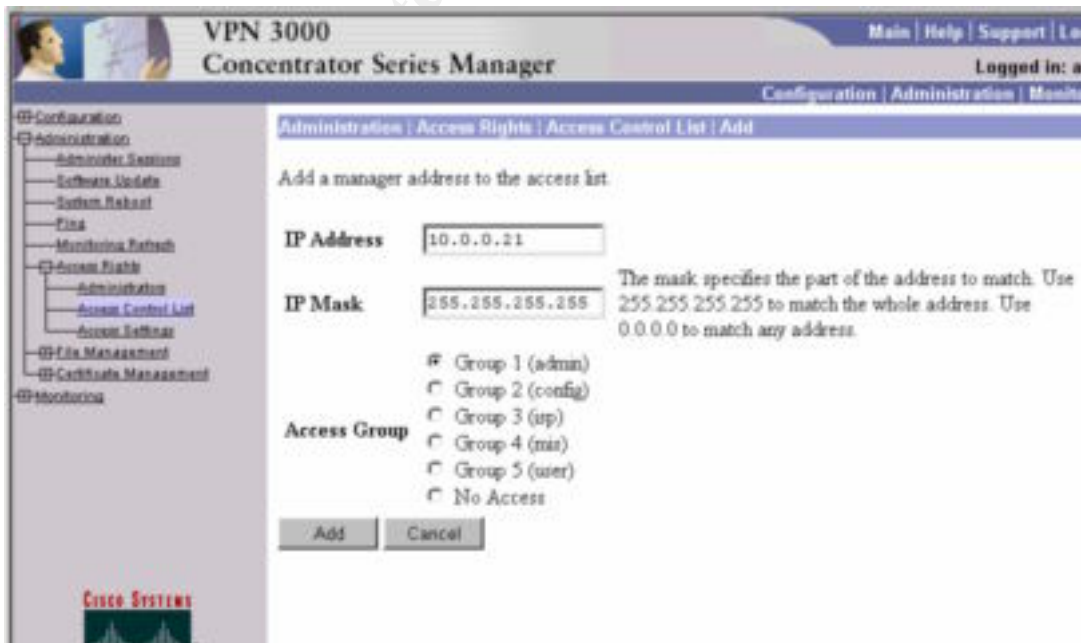 VPN 3000
Concentrator Series Manager
Main | Help | Support | Lo
Logged in: a
Configuration | Administration | Monito
Configuration
Administration
Administer Sessions
Software Update
System Reboot
Ping
Monitoring Refresh
Access Rights
Administrators
Access Control List
Access Settings
File Management
Certificate Management
Monitoring
Administration | Access Rights | Access Control List | Add
Add a manager address to the access list.
IP Address
10.0.0.21
IP Mask
255.255.255.255
The mask specifies the part of the address to match. Use
255.255.255.255 to match the whole address. Use
0.0.0.0 to match any address.
Access Group
Group 1 (admin)
Group 2 (config)
Group 3 (isp)
Group 4 (mis)
Group 5 (user)
No Access
Add
Cancel
CISCO SYSTEMS